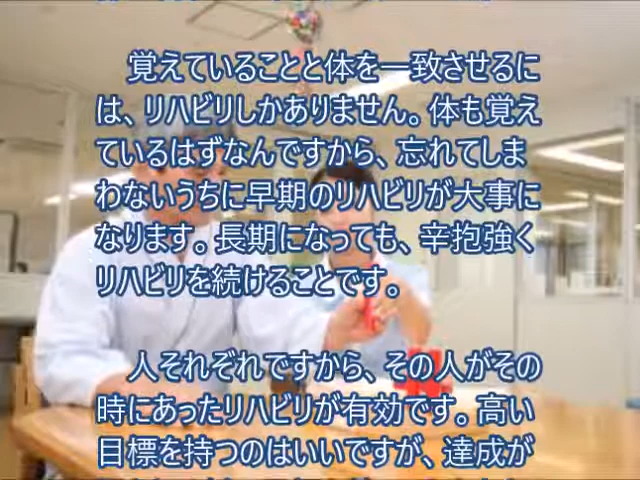 覚えていることと体を一致させるに
は、リハビリしかありません。体も覚え
ているはずなんですから、忘れてしま
わないうちに早期のリハビリが大事に
なります。長期になっても、辛抱強く
リハビリを続けることです。
人それぞれですから、その人がその
時にあったリハビリが有効です。高い
目標を持つのはいいですが、達成が